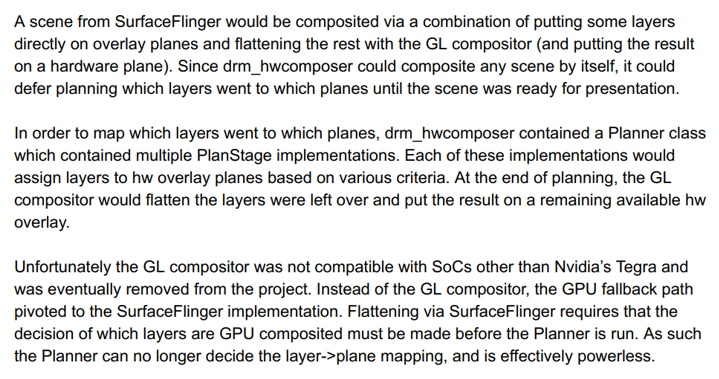 A scene from SurfaceFlinger would be composited via a combination of putting some layers
directly on overlay planes and flattening the rest with the GL compositor (and putting the result
on a hardware plane). Since drm_hwcomposer could composite any scene by itself, it could
defer planning which layers went to which planes until the scene was ready for presentation.
In order to map which layers went to which planes, drm_hwcomposer contained a Planner class
which contained multiple PlanStage implementations. Each of these implementations would
assign layers to hw overlay planes based on various criteria. At the end of planning, the GL
compositor would flatten the layers were left over and put the result on a remaining available hw
overlay.
Unfortunately the GL compositor was not compatible with SoCs other than Nvidia’s Tegra and
was eventually removed from the project. Instead of the GL compositor, the GPU fallback path
pivoted to the SurfaceFlinger implementation. Flattening via SurfaceFlinger requires that the
decision of which layers are GPU composited must be made before the Planner is run. As such
the Planner can no longer decide the layer->plane mapping, and is effectively powerless.